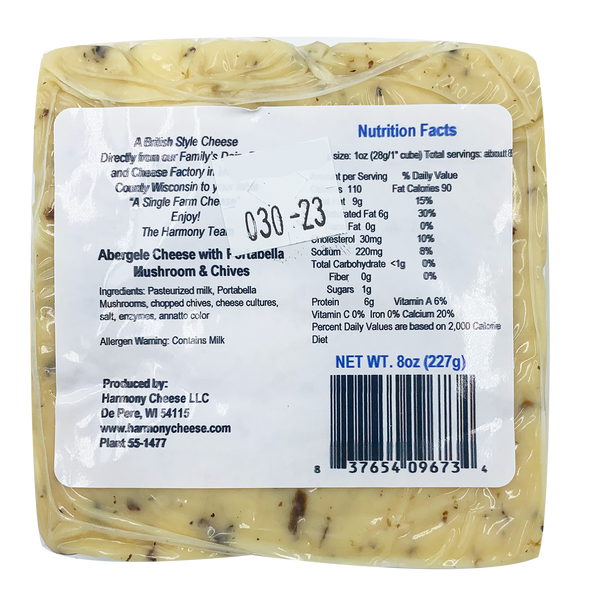 A British Style Cheese
Directly from our Family's
and Cheese Factory in
County Wisconsin to
"A Single Farm
Enjoy!
The Harmony
Abergele Cheese with Portabella
Mushroom & Chives
Ingredients: Pasteurized milk, Portabella
Mushrooms, chopped chives, cheese cultures,
salt, enzymes, annatto color
Allergen Warning: Contains Milk
Produced by:
Harmony Cheese LLC
De Pere, WI 54115
www.harmonycheese.com
Plant 55-1477
030-23
Nutrition Facts
size: 1oz (28g/1" cube) Total servings: about 8
per Serving % Daily Value
110 Fat Calories 90
9g 15%
Fat 6g 30%
Fat 0g 0%
Cholesterol 30mg 10%
Sodium 220mg 8%
Total Carbohydrate <1g 0%
Fiber 0g 0%
Sugars 1g
Protein 6g Vitamin A 6%
Vitamin C 0% Iron 0% Calcium 20%
Percent Daily Values are based on 2,000 Calorie
Diet
NET WT. 8oz (227g)
8 37654 09673 4